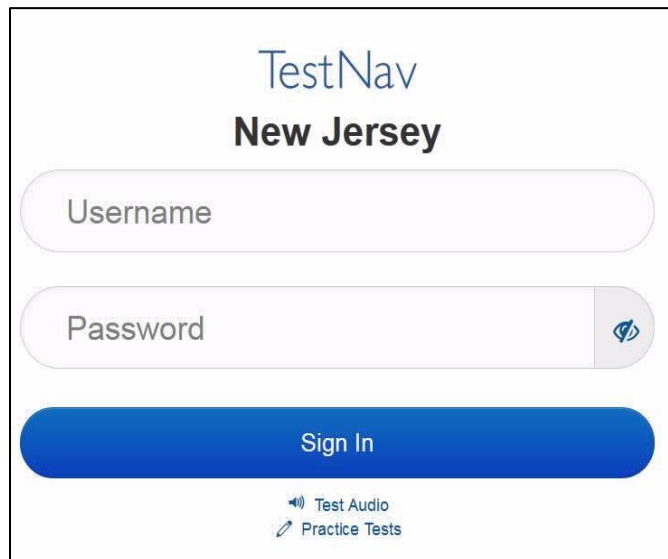 TestNav
New Jersey
Username
Password
Sign In
Test Audio
Practice Tests